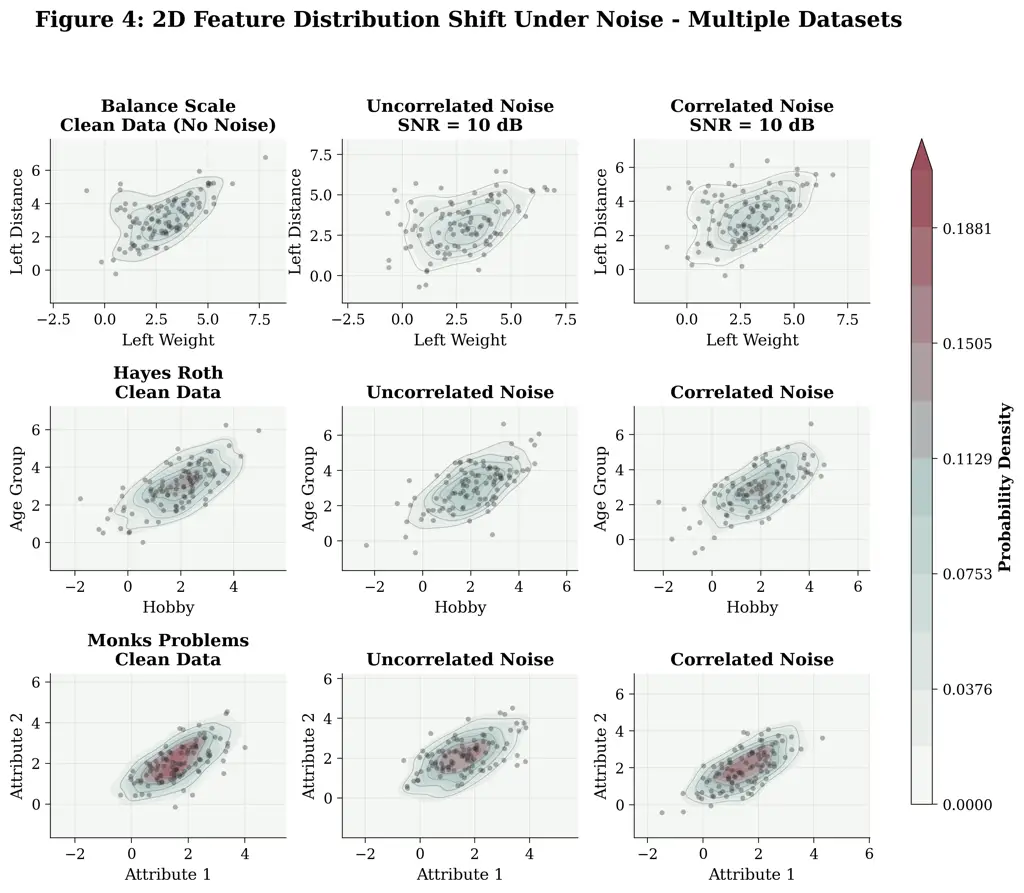 Figure 4: 2D Feature Distribution Shift Under Noise - Multiple Datasets
Balance Scale
Clean Data (No Noise)
Left Distance
6
4
2
0
−2.5 0.0 2.5 5.0 7.5
Left Weight
Uncorrelated Noise
SNR = 10 dB
Left Distance
7.5
5.0
2.5
0.0
−2.5 0.0 2.5 5.0 7.5
Left Weight
Correlated Noise
SNR = 10 dB
Left Distance
6
4
2
0
0.0 2.5 5.0 7.5
Left Weight
Hayes Roth
Clean Data
Age Group
6
4
2
0
−2 0 2 4
Hobby
Uncorrelated Noise
Age Group
6
4
2
0
−2 0 2 4 6
Hobby
Correlated Noise
Age Group
6
4
2
0
−2 0 2 4 6
Hobby
Monks Problems
Clean Data
Attribute 2
6
4
2
0
−2 0 2 4
Attribute 1
Uncorrelated Noise
Attribute 2
6
4
2
0
−2 0 2 4
Attribute 1
Correlated Noise
Attribute 2
6
4
2
0
−2 0 2 4 6
Attribute 1
0.1881
0.1505
0.1129
0.0753
0.0376
0.0000
Probability Density